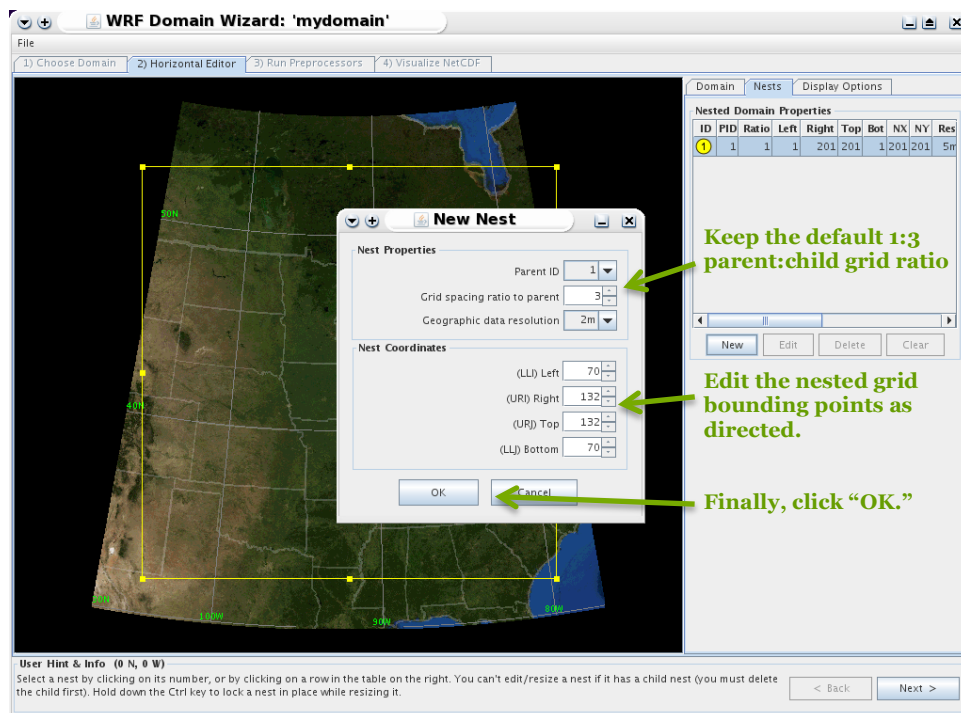 WRF Domain Wizard: 'mydomain'
File
1) Choose Domain
2) Horizontal Editor
3) Run Preprocessors
4) Visualize NetCDF
Domain
Nests
Display Options
Nested Domain Properties
ID PID Ratio Left Right Top Bot NX NY Res
1 1 1 1 201 201 1 201 201 5m
50N
40N
100W
90W
80W
New Nest
Nest Properties
Parent ID 1
Grid spacing ratio to parent 3
Geographic data resolution 2m
Nest Coordinates
(LLI) Left 70
(URI) Right 132
(URJ) Top 132
(LLJ) Bottom 70
OK
Cancel
Keep the default 1:3
parent:child grid ratio
New
Edit
Delete
Clear
Edit the nested grid
bounding points as
directed.
Finally, click “OK.”
User Hint & Info (0 N, 0 W)
Select a nest by clicking on its number, or by clicking on a row in the table on the right. You can't edit/resize a nest if it has a child nest (you must delete
the child first). Hold down the Ctrl key to lock a nest in place while resizing it.
< Back
Next >